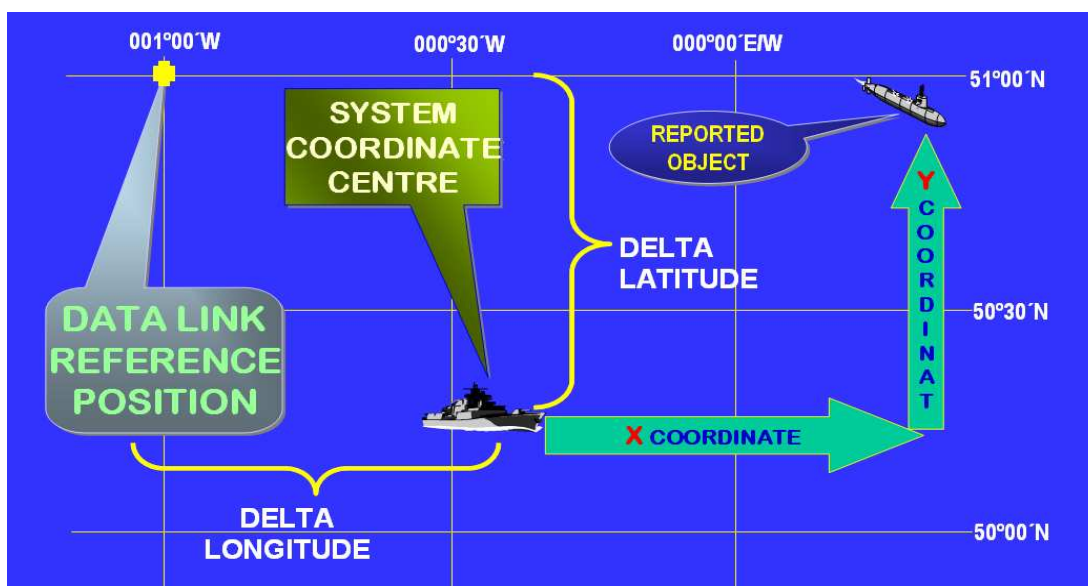 001º00´W
000º30´W
000º00´E/W
51º00´N
SYSTEM
COORDINATE
CENTRE
REPORTED
OBJECT
DELTA
LATITUDE
DATA LINK
REFERENCE
POSITION
50º30´N
Y COORDINAT
X COORDINATE
DELTA
LONGITUDE
50º00´N